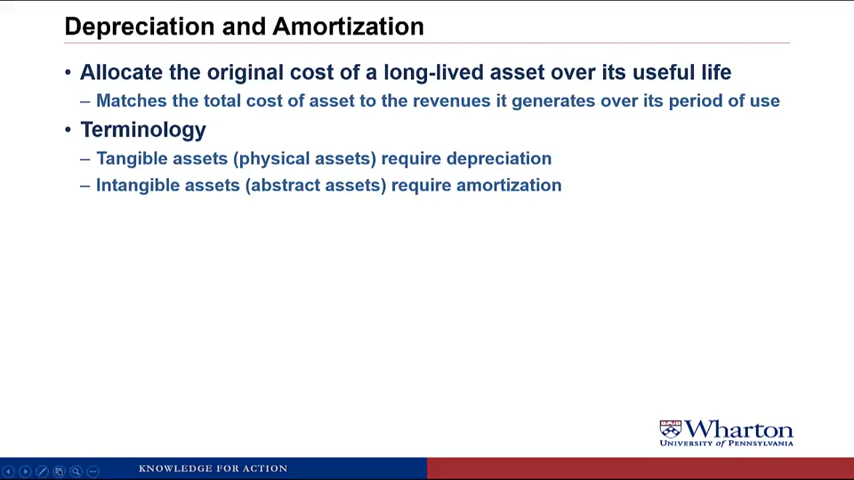 Depreciation and Amortization
• Allocate the original cost of a long-lived asset over its useful life
– Matches the total cost of asset to the revenues it generates over its period of use
• Terminology
– Tangible assets (physical assets) require depreciation
– Intangible assets (abstract assets) require amortization
Wharton
UNIVERSITY OF PENNSYLVANIA
KNOWLEDGE FOR ACTION